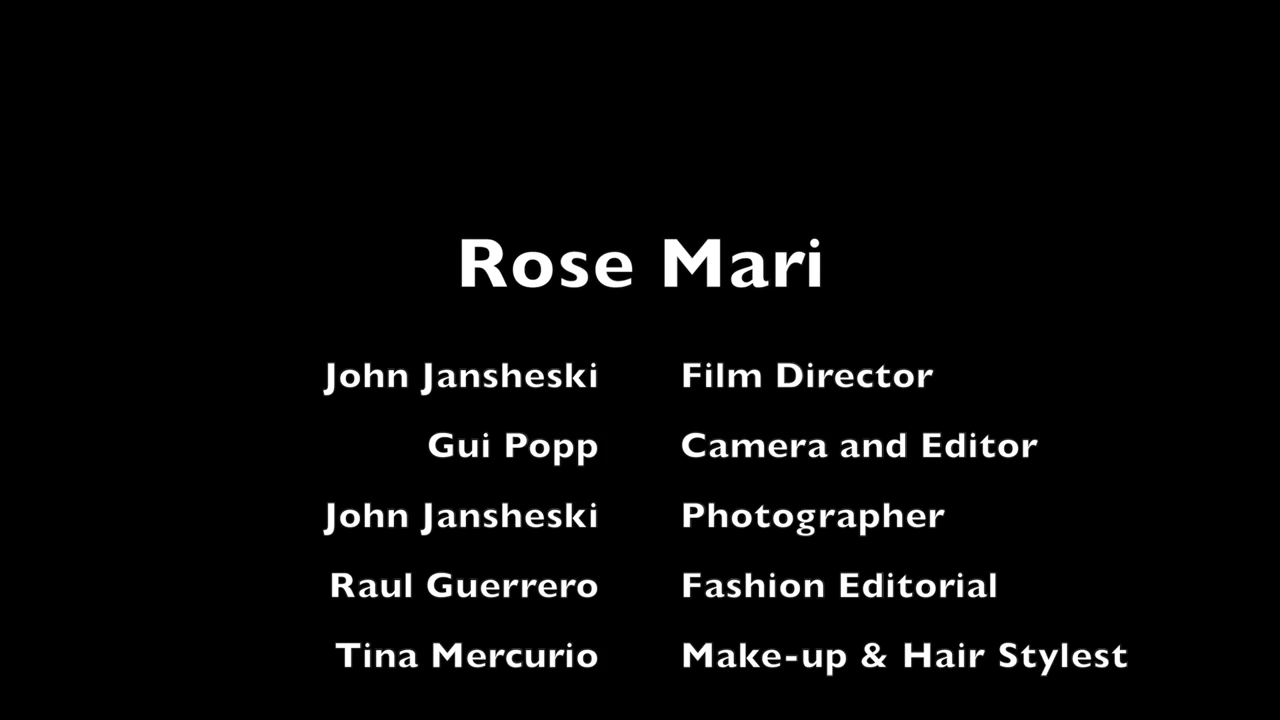 Rose Mari
John Jansheski Film Director
Gui Popp Camera and Editor
John Jansheski Photographer
Raul Guerrero Fashion Editorial
Tina Mercurio Make-up & Hair Stylest